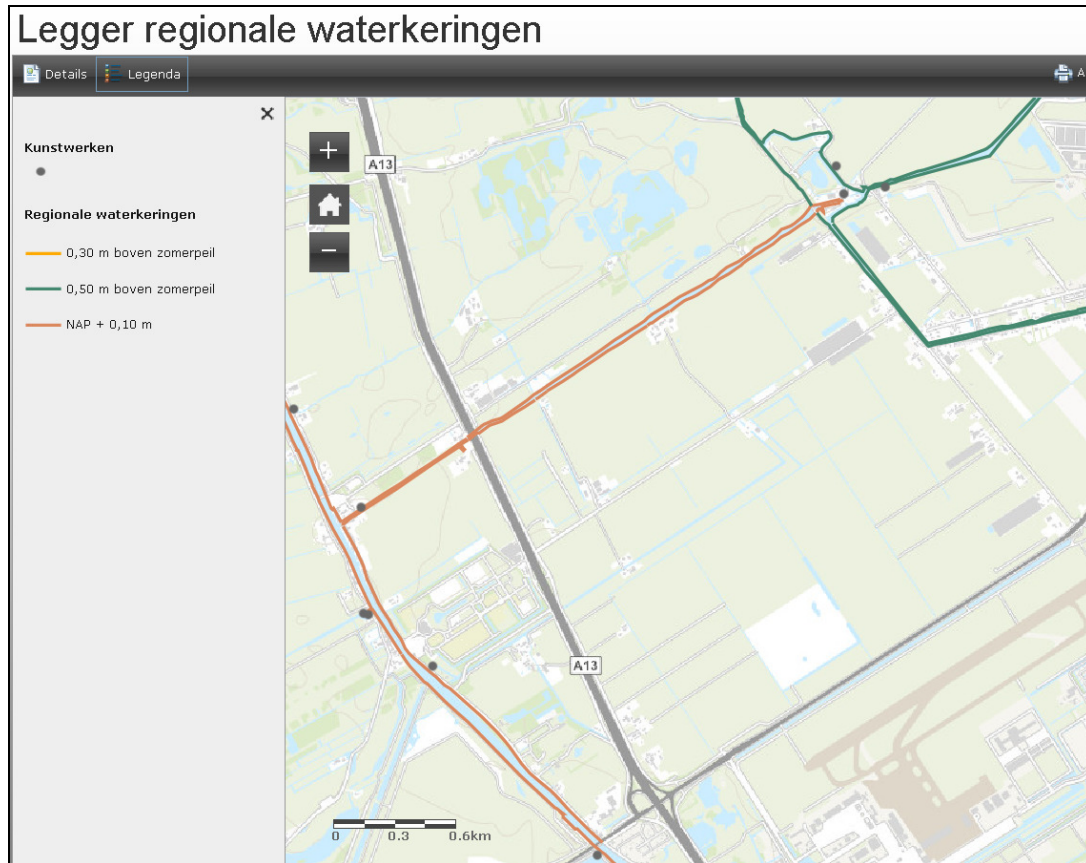 Legger regionale waterkeringen
Details Legenda A
Kunstwerken
Regionale waterkeringen
0,30 m boven zomerpeil
0,50 m boven zomerpeil
NAP + 0,10 m
A13
A13
0 0.3 0.6km